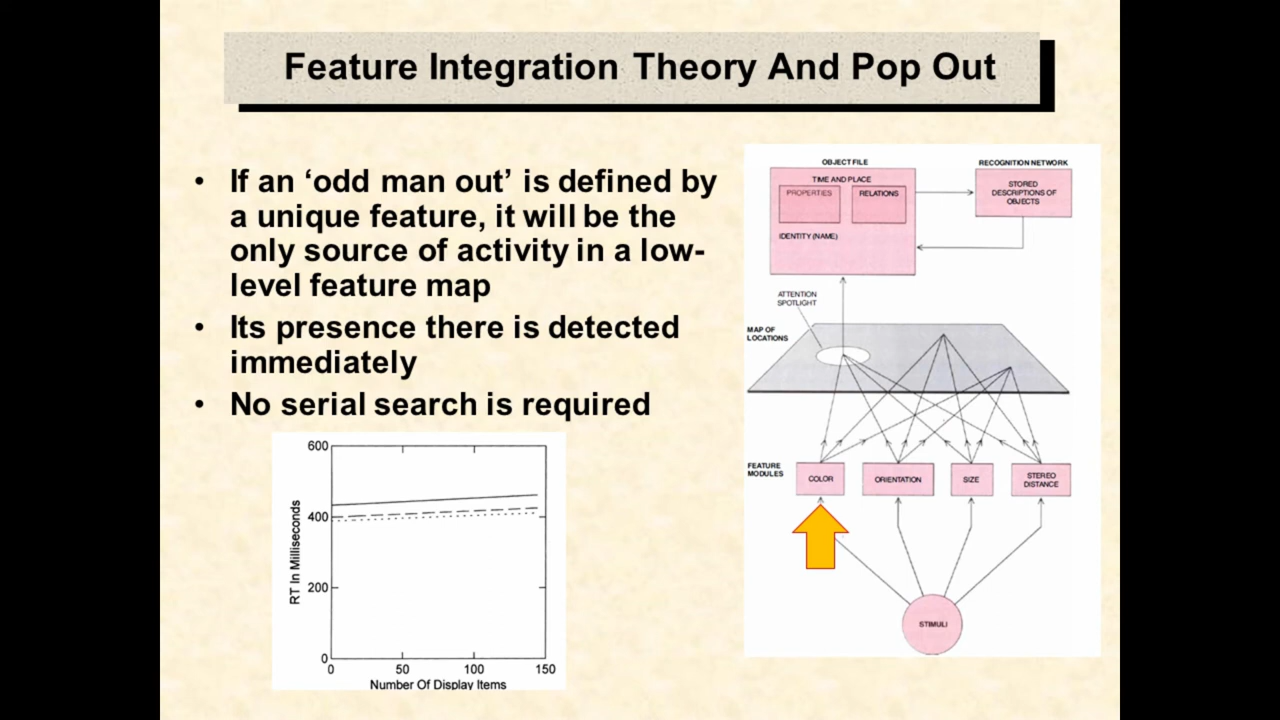 Feature Integration Theory And Pop Out
• If an ‘odd man out’ is defined by
a unique feature, it will be the
only source of activity in a low-
level feature map
• Its presence there is detected
immediately
• No serial search is required
600
400
200
0
0 50 100 150
RT In Milliseconds
Number Of Display Items
OBJECT FILE
TIME AND PLACE
PROPERTIES
RELATIONS
IDENTITY (NAME)
RECOGNITION NETWORK
STORED
DESCRIPTIONS OF
OBJECTS
ATTENTION
SPOTLIGHT
MAP OF
LOCATIONS
FEATURE
MODULES
COLOR
ORIENTATION
SIZE
STEREO
DISTANCE
STIMULI